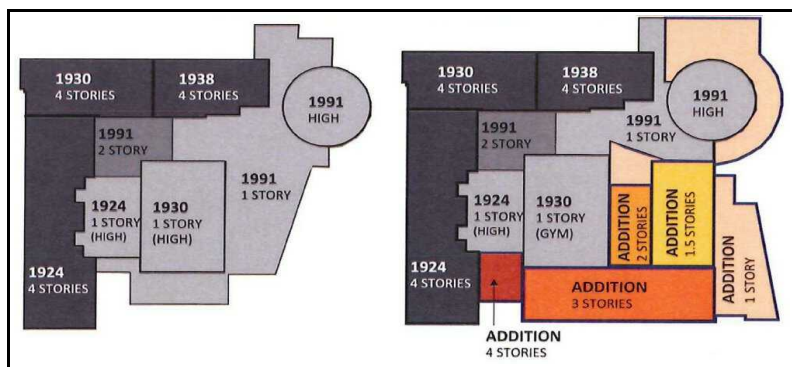 1930
4 STORIES
1938
4 STORIES
1991
HIGH
1991
2 STORY
1991
1 STORY
1924
1 STORY
(HIGH)
1930
1 STORY
(HIGH)
1924
4 STORIES
1930
4 STORIES
1938
4 STORIES
1991
HIGH
1991
1 STORY
1991
2 STORY
1924
1 STORY
(HIGH)
1930
1 STORY
(GYM)
ADDITION
2 STORIES
ADDITION
1.5 STORIES
ADDITION
1 STORY
1924
4 STORIES
ADDITION
3 STORIES
ADDITION
4 STORIES